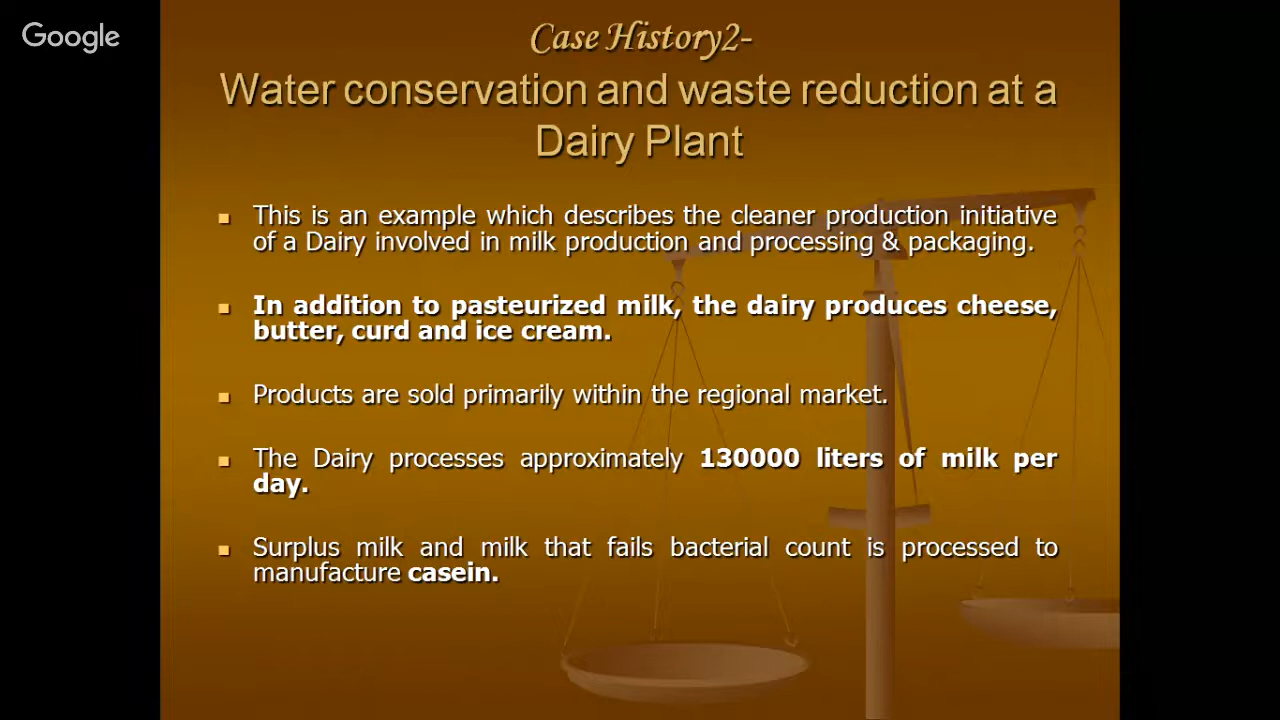 Google
Case History2-
Water conservation and waste reduction at a
Dairy Plant
This is an example which describes the cleaner production initiative
of a Dairy involved in milk production and processing & packaging.
In addition to pasteurized milk, the dairy produces cheese,
butter, curd and ice cream.
Products are sold primarily within the regional market.
The Dairy processes approximately 130000 liters of milk per
day.
Surplus milk and milk that fails bacterial count is processed to
manufacture casein.